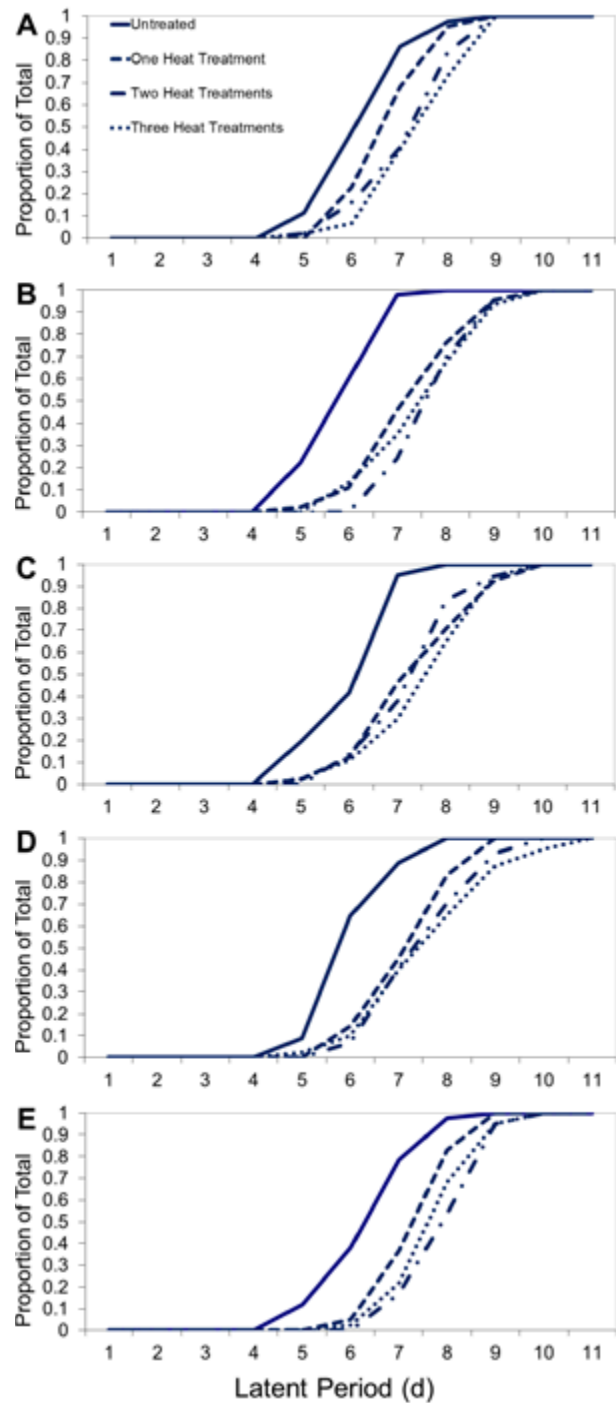 A
Proportion of Total
1
0.9
0.8
0.7
0.6
0.5
0.4
0.3
0.2
0.1
0
Untreated
One Heat Treatment
Two Heat Treatments
Three Heat Treatments
1 2 3 4 5 6 7 8 9 10 11
B
Proportion of Total
1
0.9
0.8
0.7
0.6
0.5
0.4
0.3
0.2
0.1
0
1 2 3 4 5 6 7 8 9 10 11
C
Proportion of Total
1
0.9
0.8
0.7
0.6
0.5
0.4
0.3
0.2
0.1
0
1 2 3 4 5 6 7 8 9 10 11
D
Proportion of Total
1
0.9
0.8
0.7
0.6
0.5
0.4
0.3
0.2
0.1
0
1 2 3 4 5 6 7 8 9 10 11
E
Proportion of Total
1
0.9
0.8
0.7
0.6
0.5
0.4
0.3
0.2
0.1
0
1 2 3 4 5 6 7 8 9 10 11
Latent Period (d)